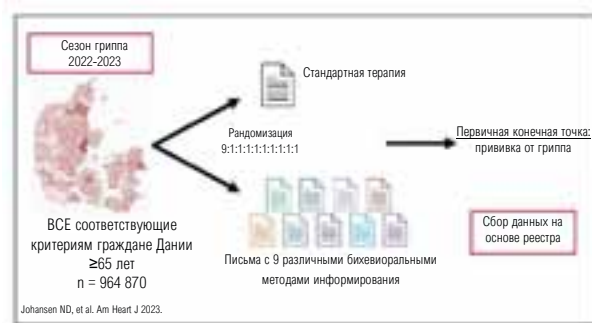 Сезон гриппа
2022-2023
Стандартная терапия
Рандомизация
9:1:1:1:1:1:1:1:1:1
Первичная конечная точка:
прививка от гриппа
ВСЕ соответствующие
критериям граждане Дании
≥65 лет
n = 964 870
Письма с 9 различными бихевиоральными
методами информирования
Сбор данных на
основе реестра
Johansen ND, et al. Am Heart J 2023.